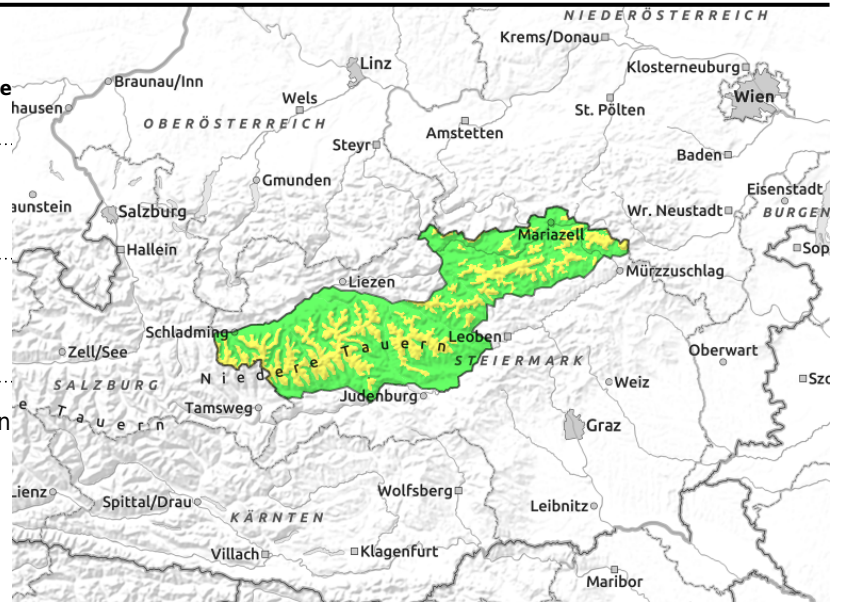 NIEDERÖSTERREICH
Krems/Donau
Linz
Klosterneuburg
e
Braunau/Inn
Wien
Wels
hausen
St. Pölten
OBERÖSTERREICH
Amstetten
Steyr
Baden
Gmunden
Eisenstadt
aunstein
Salzburg
Wr. Neustadt
BURGEN
Mariazell
Hallein
Sop
Mürzzuschlag
Liezen
Schladming
Leoben
Zell/See
Niedere Tauern
STEIERMARK
Oberwart
SALZBURG
Weiz
Szo
Judenburg
Tamsweg
e Tauern
n
Graz
Wolfsberg
Lienz
Spittal/Drau
Leibnitz
KÄRNTEN
Villach
Klagenfurt
Maribor